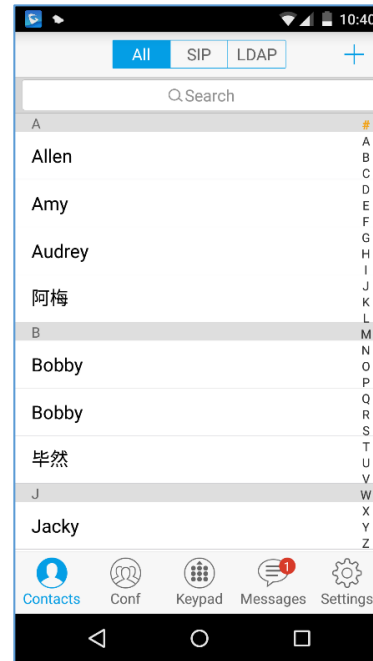 10:40
All SIP LDAP +
Search
A
#
Allen
Amy
Audrey
阿梅
B
Bobby
Bobby
毕然
J
Jacky
A
B
C
D
E
F
G
H
I
J
K
L
M
N
O
P
Q
R
S
T
U
V
W
X
Y
Z
1
Contacts Conf Keypad Messages Settings